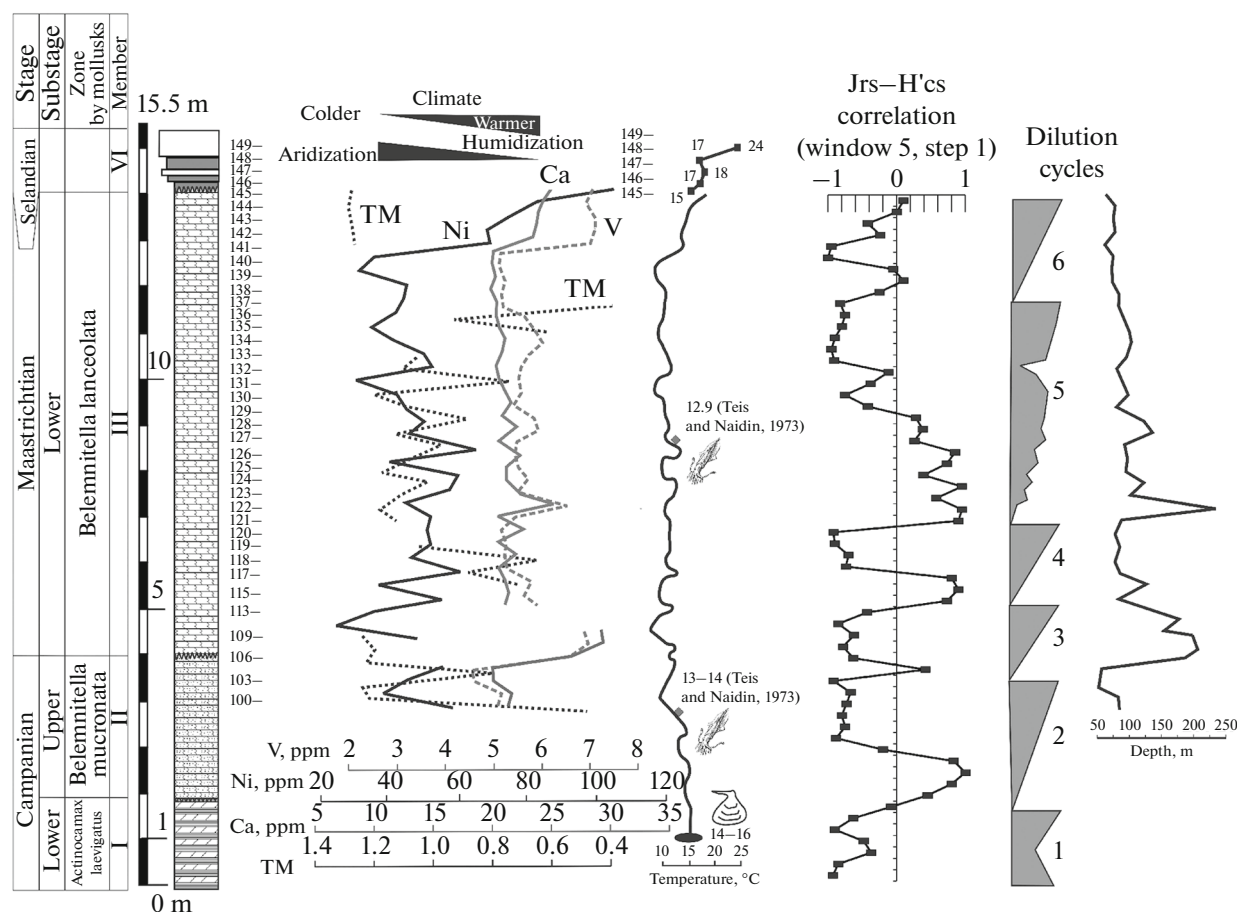 Stage
Substage
Zone
by mollusks
Member
15.5 m
10
5
1
0 m
Selandian
Maastrichtian
Campanian
Lower
Upper
Lower
Belemnitella lanceolata
Belemnitella
mucronata
Actinocamax
laevigatus
VI
III
II
I
149
148
147
146
145
144
143
142
141
140
139
138
137
136
135
134
133
132
131
130
129
128
127
126
125
124
123
122
121
120
119
118
117
115
113
109
106
103
100
Climate
Colder
Warmer
Aridization
Humidization
TM
Ni
Ca
V
TM
V, ppm 2 3 4 5 6 7 8
Ni, ppm 20 40 60 80 100 120
Ca, ppm 5 10 15 20 25 30 35
TM 1.4 1.2 1.0 0.8 0.6 0.4
149
148
147
146
145
17 24
18
17
15
12.9 (Teis
and Naidin, 1973)
13–14 (Teis
and Naidin, 1973)
14–16
10 15 20 25
Temperature, °C
Jrs–H'cs
correlation
(window 5, step 1)
–1 0 1
Dilution
cycles
6
5
4
3
2
1
50 100 150 200 250
Depth, m